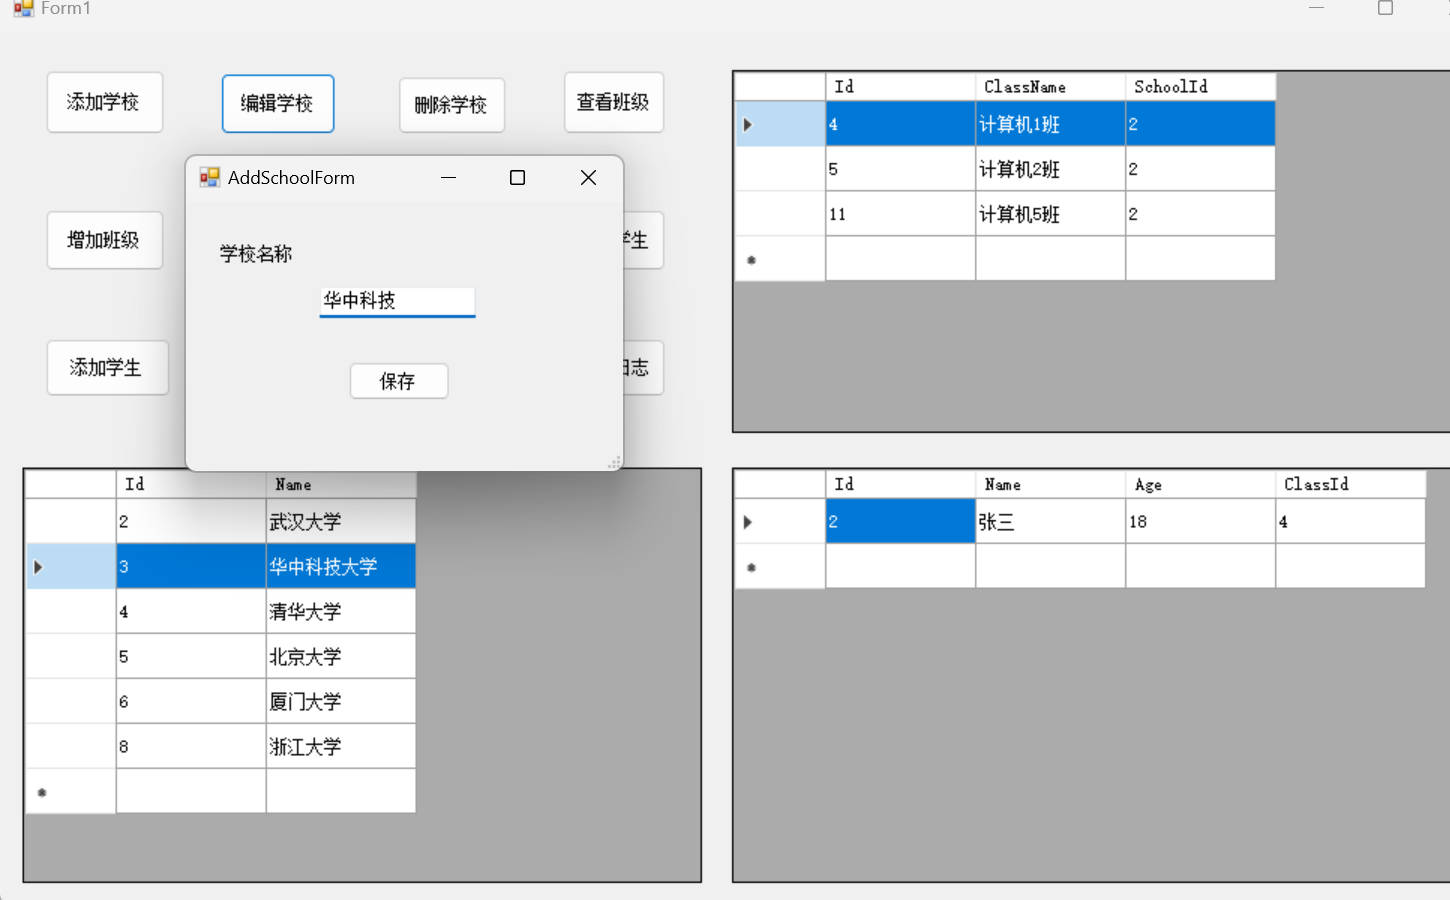 Form1
添加学校 编辑学校 删除学校 查看班级
AddSchoolForm
增加班级
学生
学校名称
华中科技
添加学生
日志
保存
Id ClassName SchoolId
4 计算机1班 2
5 计算机2班 2
11 计算机5班 2
Id Name
2 武汉大学
3 华中科技大学
4 清华大学
5 北京大学
6 厦门大学
8 浙江大学
Id Name Age ClassId
2 张三 18 4